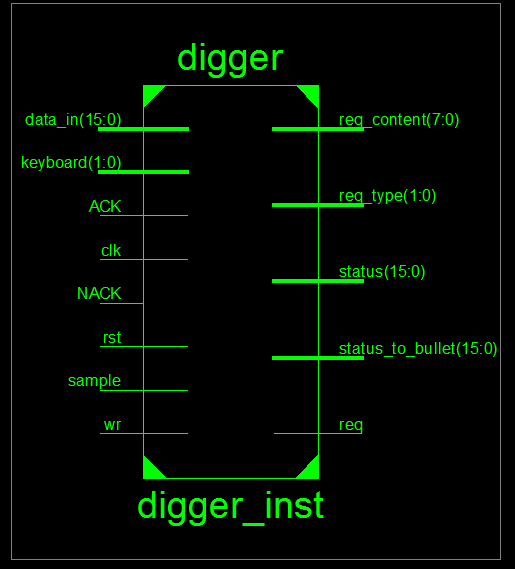 digger
data_in(15:0)
req_content(7:0)
keyboard(1:0)
req_type(1:0)
ACK
clk
status(15:0)
NACK
rst
status_to_bullet(15:0)
sample
wr
req
digger_inst